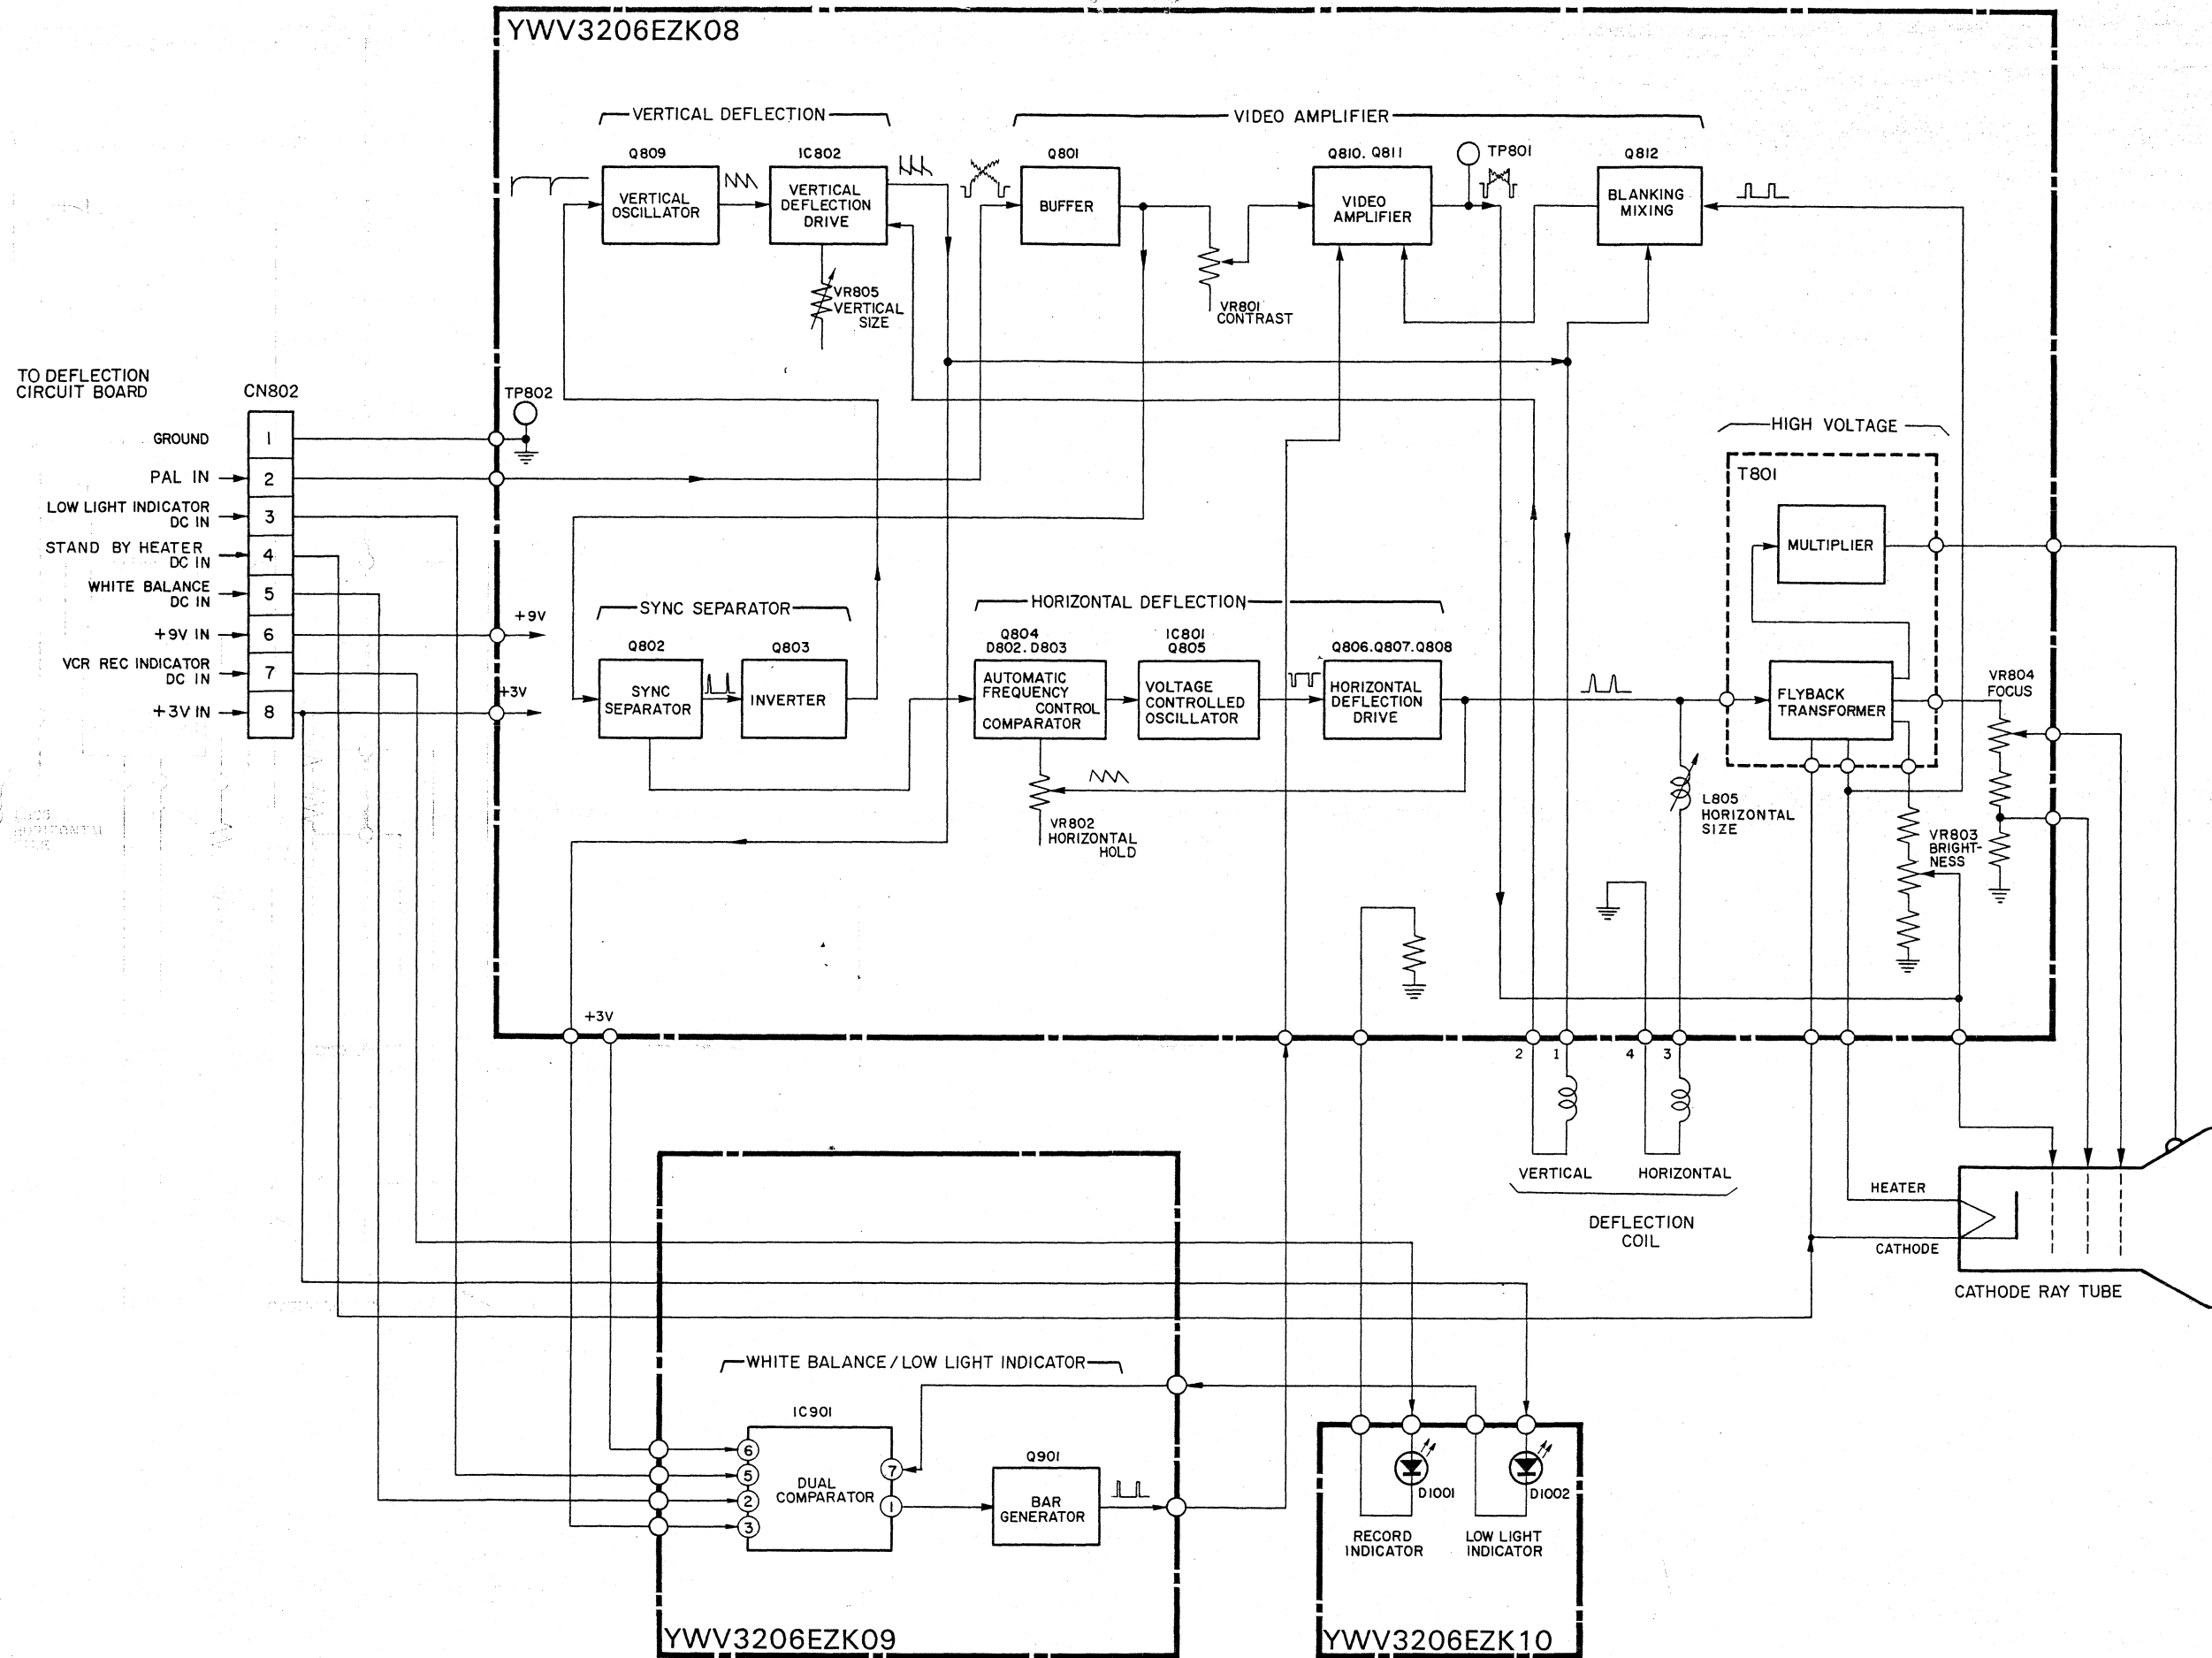 YWV3206EZK08
VERTICAL DEFLECTION
VIDEO AMPLIFIER
Q809
IC802
Q801
Q810. Q811
TP801
Q812
VERTICAL
OSCILLATOR
VERTICAL
DEFLECTION
DRIVE
BUFFER
VIDEO
AMPLIFIER
BLANKING
MIXING
VR805
VERTICAL
SIZE
VR801
CONTRAST
TO DEFLECTION
CIRCUIT BOARD
CN802
TP802
GROUND
1
PAL IN
2
LOW LIGHT INDICATOR
DC IN
3
STAND BY HEATER
DC IN
4
WHITE BALANCE
DC IN
5
+9V IN
6
VCR REC INDICATOR
DC IN
7
+3V IN
8
+9V
+3V
HIGH VOLTAGE
T801
MULTIPLIER
FLYBACK
TRANSFORMER
VR804
FOCUS
SYNC SEPARATOR
Q802
Q803
SYNC
SEPARATOR
INVERTER
HORIZONTAL DEFLECTION
Q804
D802. D803
IC801
Q805
Q806.Q807.Q808
AUTOMATIC
FREQUENCY
CONTROL
COMPARATOR
VOLTAGE
CONTROLLED
OSCILLATOR
HORIZONTAL
DEFLECTION
DRIVE
VR802
HORIZONTAL
HOLD
L805
HORIZONTAL
SIZE
VR803
BRIGHT-
NESS
+3V
2
1
4
3
VERTICAL
HORIZONTAL
DEFLECTION
COIL
HEATER
CATHODE
CATHODE RAY TUBE
WHITE BALANCE / LOW LIGHT INDICATOR
IC901
6
5
2
3
7
1
DUAL
COMPARATOR
Q901
BAR
GENERATOR
D1001
D1002
RECORD
INDICATOR
LOW LIGHT
INDICATOR
YWV3206EZK09
YWV3206EZK10